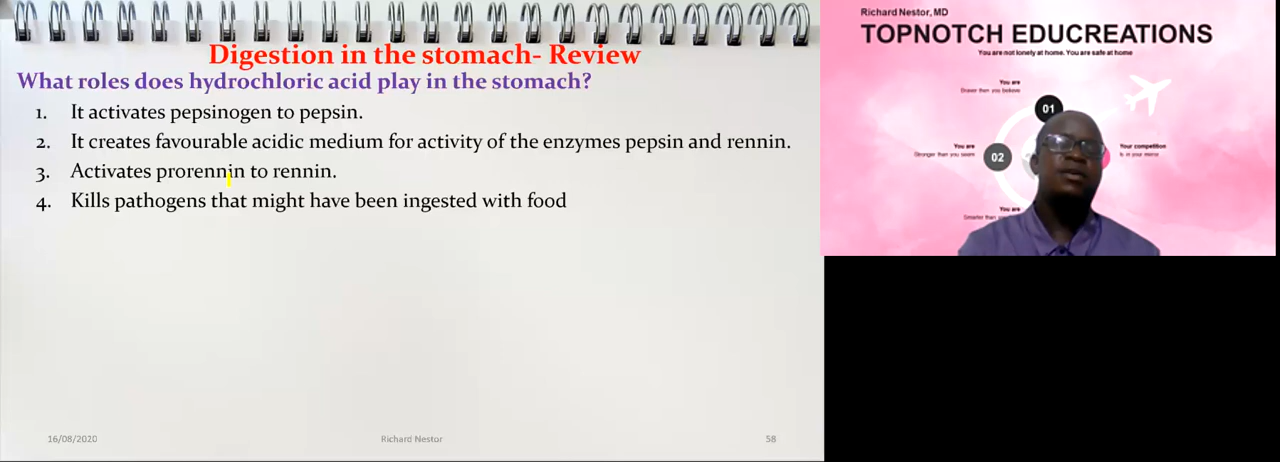 Digestion in the stomach- Review
What roles does hydrochloric acid play in the stomach?
1. It activates pepsinogen to pepsin.
2. It creates favourable acidic medium for activity of the enzymes pepsin and rennin.
3. Activates prorennin to rennin.
4. Kills pathogens that might have been ingested with food
16/08/2020
Richard Nestor
58
Richard Nestor, MD
TOPNOTCH EDUCREATIONS
You are not lonely at home. You are safe at home
You are
Braver then you believe
01
You are
Stronger than you seem
02
Your competition
is in your mirror
You are
Smarter than